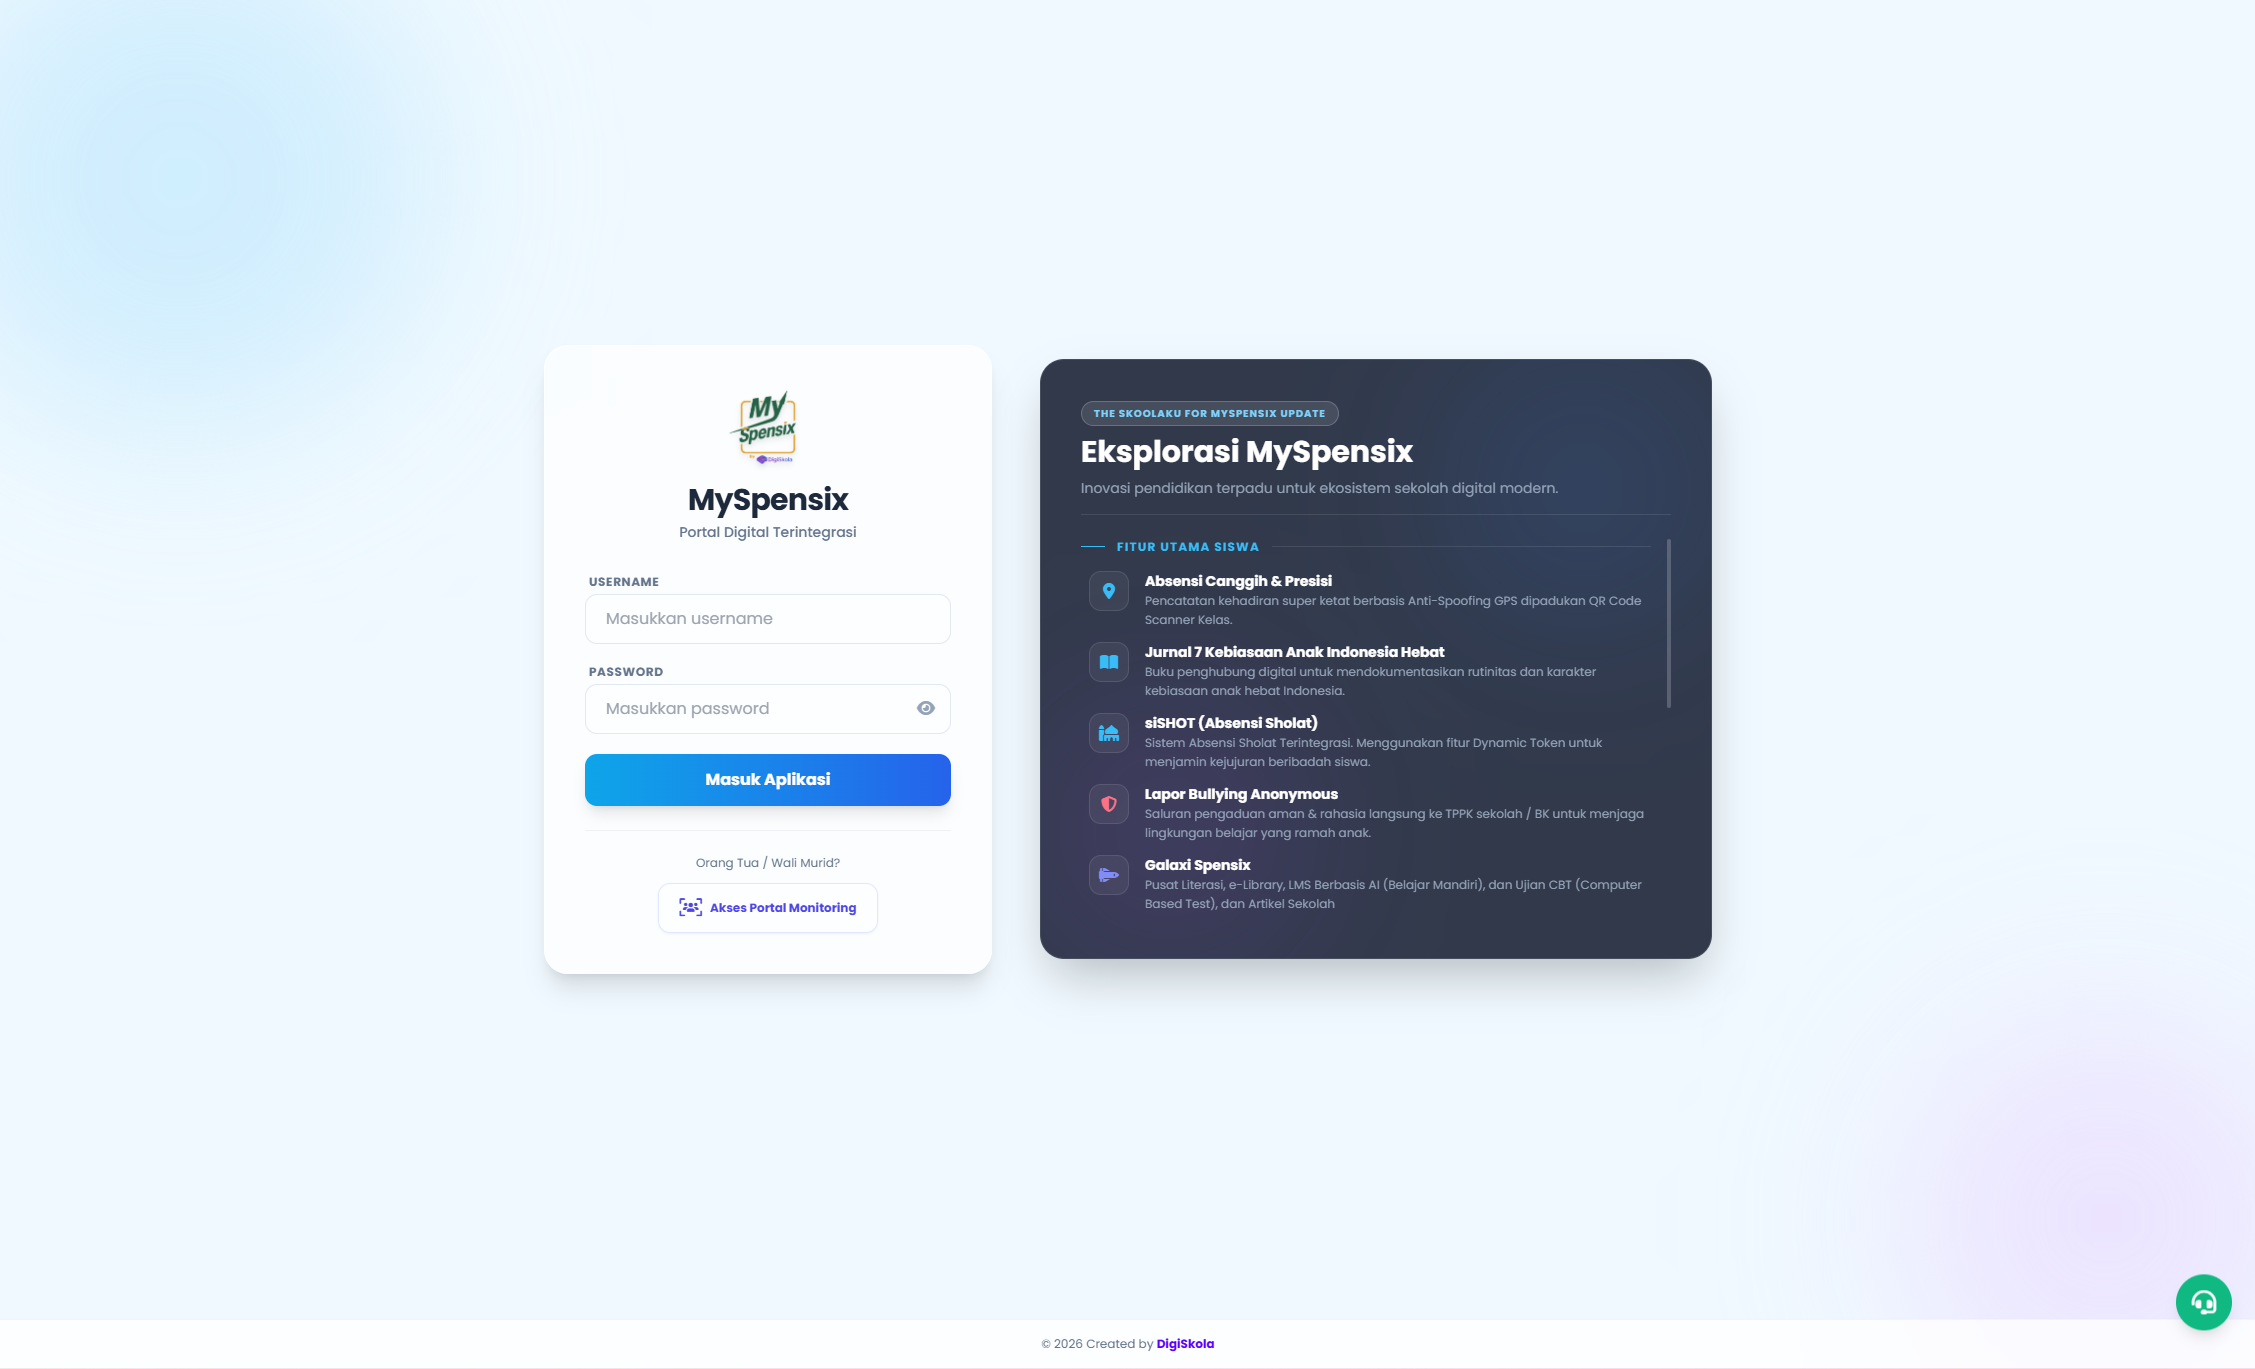 My
Spensix
by DigiSkola
MySpensix
Portal Digital Terintegrasi
USERNAME
Masukkan username
PASSWORD
Masukkan password
Masuk Aplikasi
Orang Tua / Wali Murid?
Akses Portal Monitoring
THE SKOOLAKU FOR MYSPENSIX UPDATE
Eksplorasi MySpensix
Inovasi pendidikan terpadu untuk ekosistem sekolah digital modern.
FITUR UTAMA SISWA
Absensi Canggih & Presisi
Pencatatan kehadiran super ketat berbasis Anti-Spoofing GPS dipadukan QR Code
Scanner Kelas.
Jurnal 7 Kebiasaan Anak Indonesia Hebat
Buku penghubung digital untuk mendokumentasikan rutinitas dan karakter
kebiasaan anak hebat Indonesia.
siSHOT (Absensi Sholat)
Sistem Absensi Sholat Terintegrasi. Menggunakan fitur Dynamic Token untuk
menjamin kejujuran beribadah siswa.
Lapor Bullying Anonymous
Saluran pengaduan aman & rahasia langsung ke TPPK sekolah / BK untuk menjaga
lingkungan belajar yang ramah anak.
Galaxi Spensix
Pusat Literasi, e-Library, LMS Berbasis AI (Belajar Mandiri), dan Ujian CBT (Computer
Based Test), dan Artikel Sekolah
© 2026 Created by DigiSkola